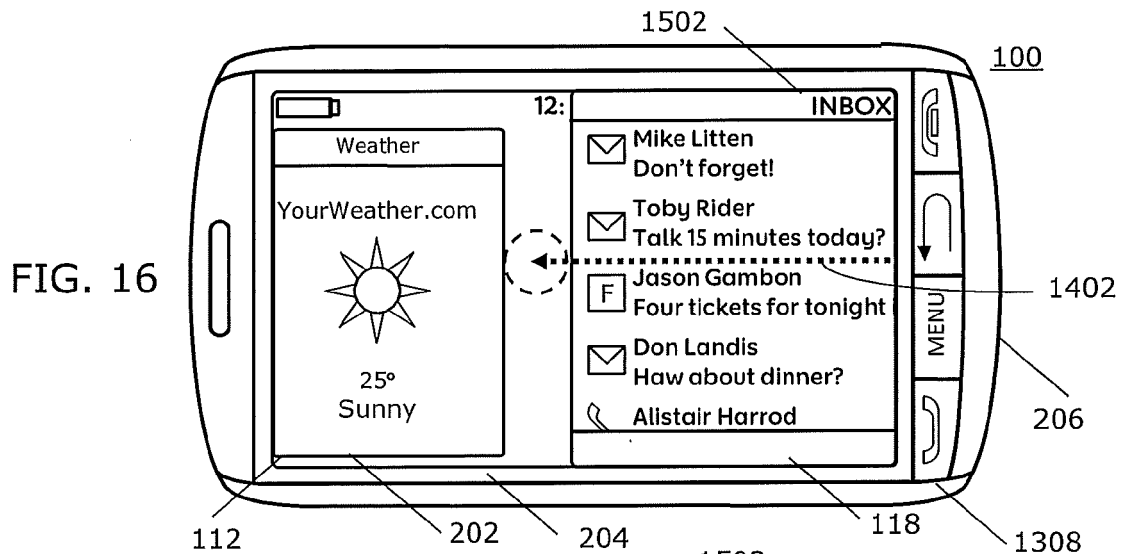 1502
100
12:
INBOX
Weather
Mike Litten
Don't forget!
YourWeather.com
Toby Rider
Talk 15 minutes today?
FIG. 16
F
Jason Gambon
Four tickets for tonight
1402
MENU
Don Landis
Haw about dinner?
25°
Sunny
Alistair Harrod
206
112
202
204
118
1308